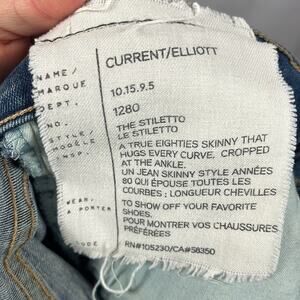 NAME/
MARQUE
CURRENT/ELLIOTT
DEPT.
10.15.9.5
NO.
1280
STYLE/
MODÈLE
INSP.
THE STILETTO
LE STILETTO
A TRUE EIGHTIES SKINNY THAT
HUGS EVERY CURVE. CROPPED
AT THE ANKLE.
UN JEAN SKINNY STYLE ANNÉES
80 QUI ÉPOUSE TOUTES LES
COURBES; LONGUEUR CHEVILLES
WEAR.
A PORTER
TO SHOW OFF YOUR FAVORITE
SHOES.
POUR MONTRER VOS CHAUSSURES
PRÉFÉRÉES
CODE
RN#105230/CA#58350